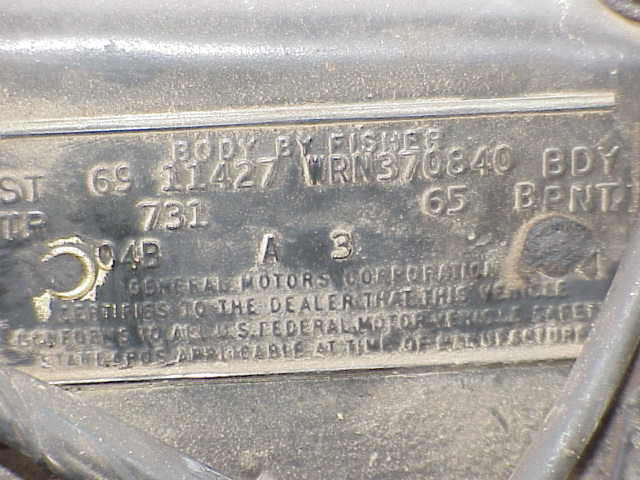 BODY BY FISHER
ST 69 11427 WRN370840 BDY
TR 731 65 BPNT.
04B A 3
GENERAL MOTORS CORPORATION
CERTIFIES TO THE DEALER THAT THIS VEHICLE
CONFORMS TO ALL U.S. FEDERAL MOTOR VEHICLE SAFETY
STANDARDS APPLICABLE AT TIME OF MANUFACTURE